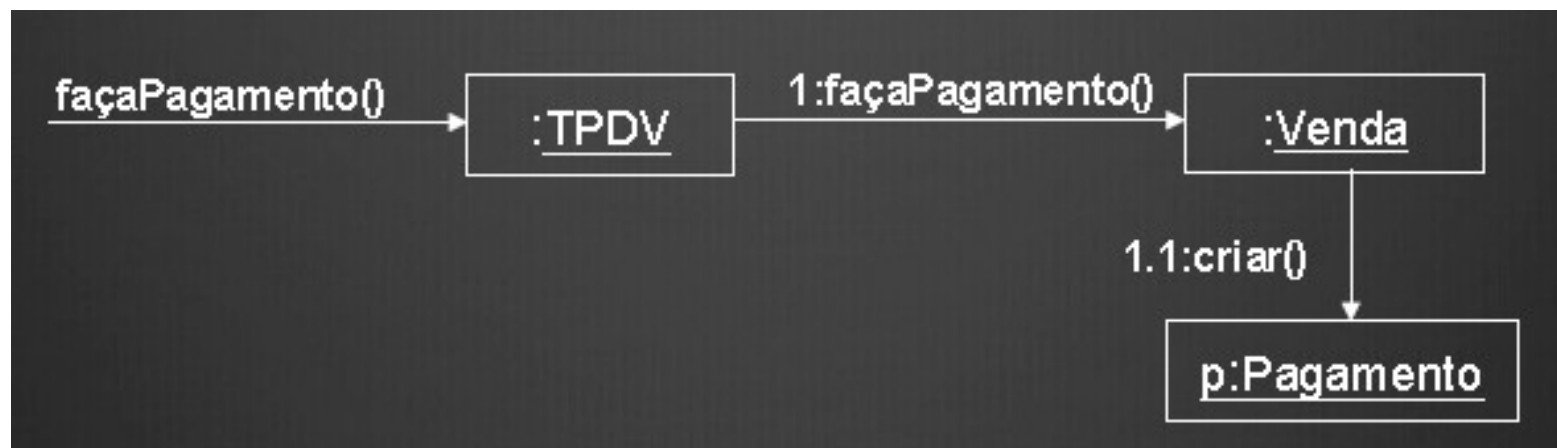 façaPagamento()
:TPDV
1:façaPagamento()
:Venda
1.1:criar()
p:Pagamento